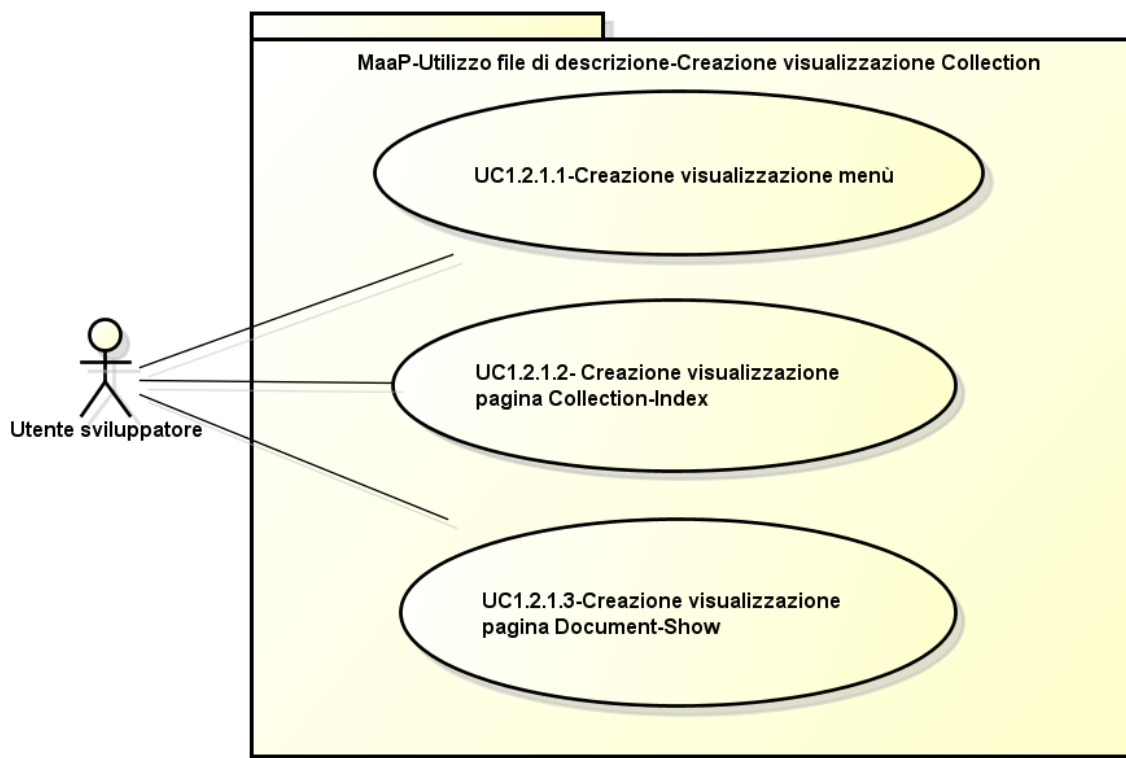 MaaP-Utilizzo file di descrizione-Creazione visualizzazione Collection
UC1.2.1.1-Creazione visualizzazione menù
UC1.2.1.2- Creazione visualizzazione
pagina Collection-Index
Utente sviluppatore
UC1.2.1.3-Creazione visualizzazione
pagina Document-Show